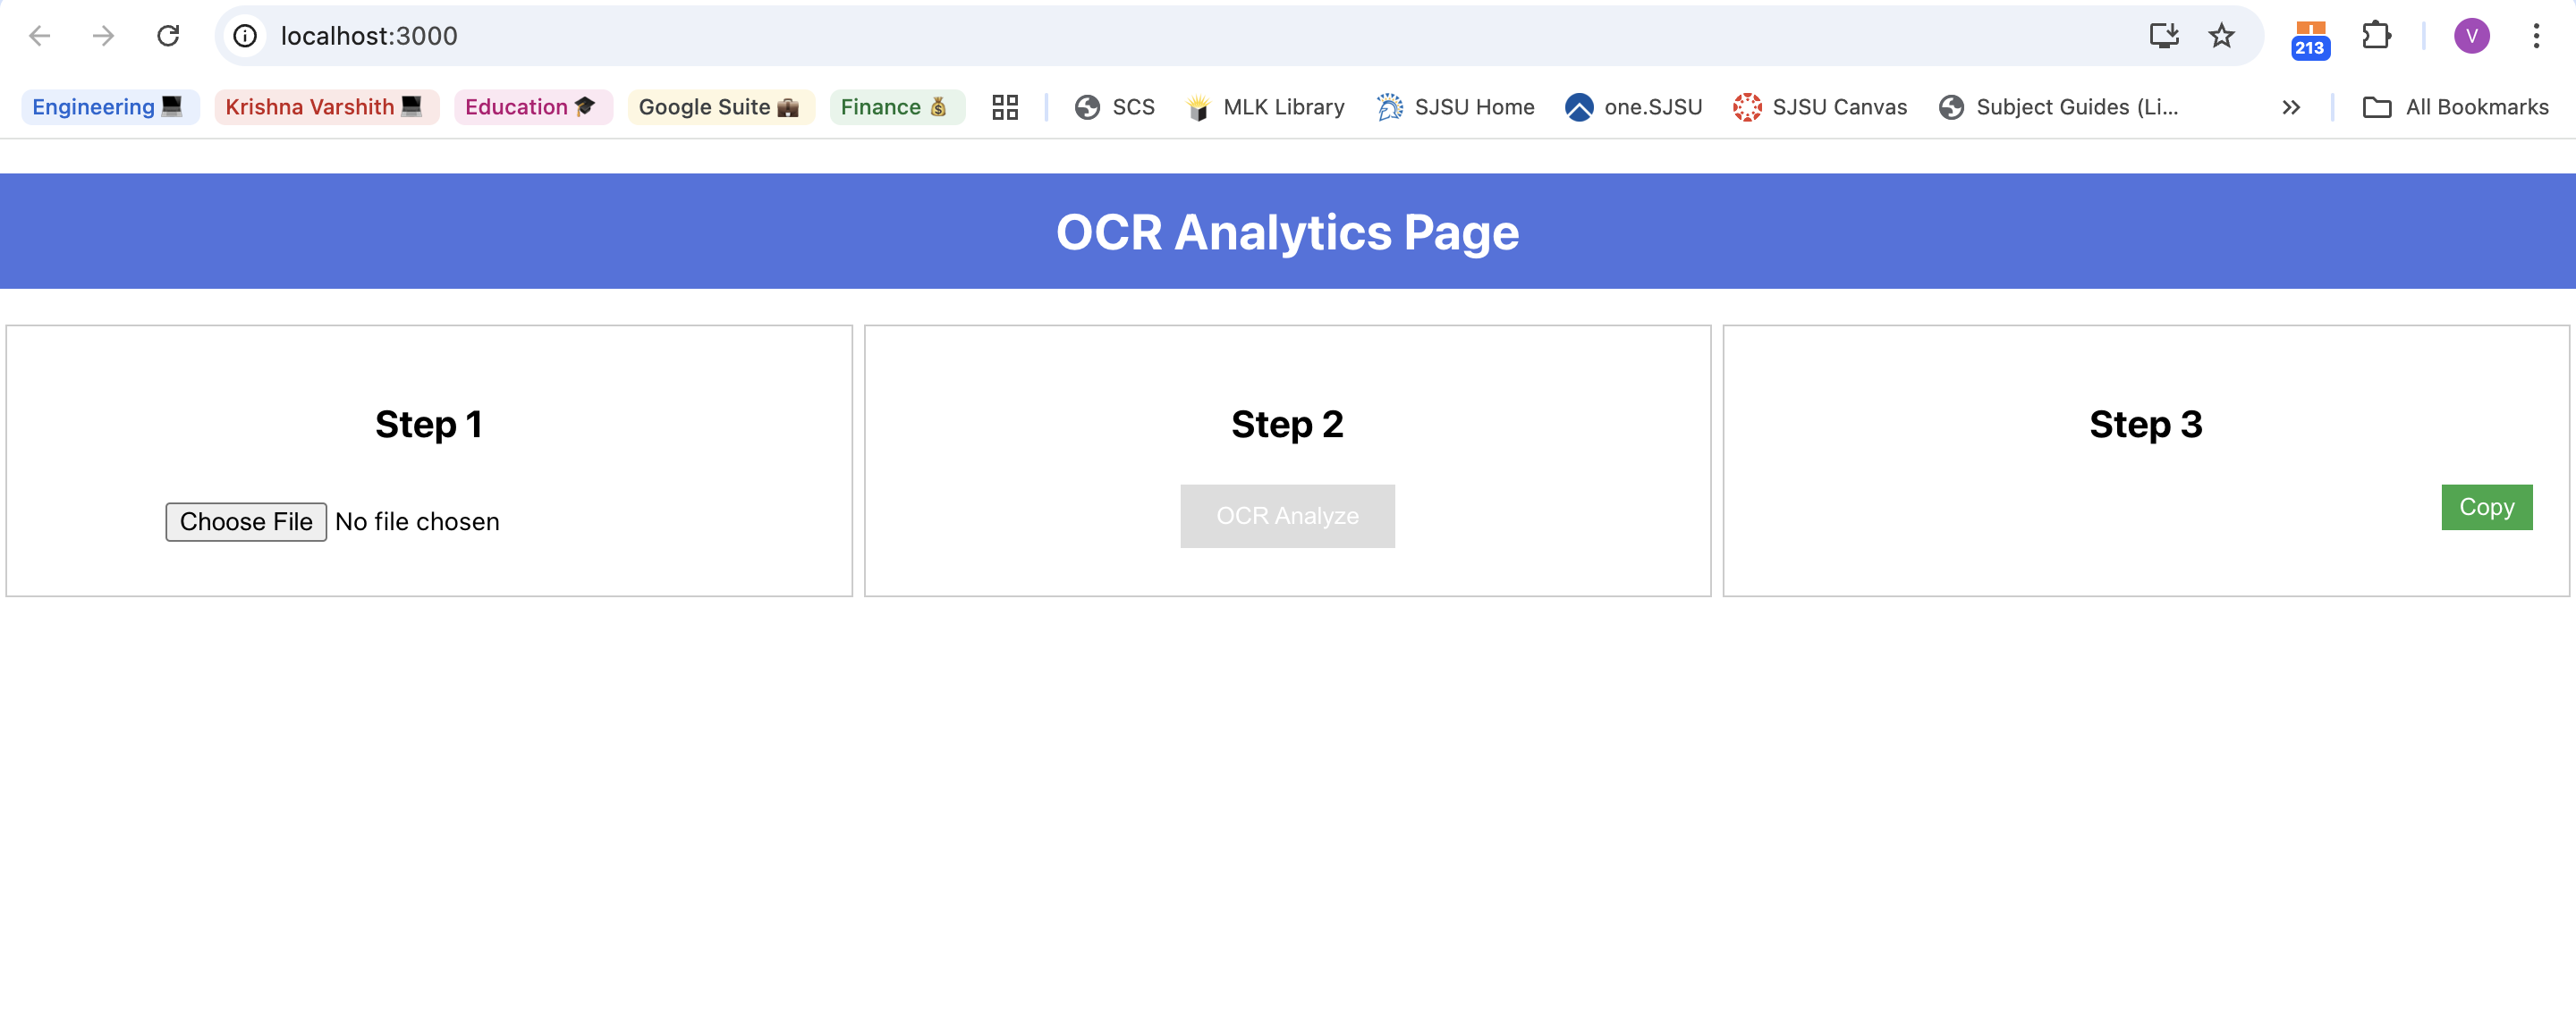 localhost:3000
213
V
Engineering 💻 Krishna Varshith 💻 Education 🎓 Google Suite 💼 Finance 💰 SCS MLK Library SJSU Home one.SJSU SJSU Canvas Subject Guides (Li... All Bookmarks
OCR Analytics Page
Step 1
Choose File No file chosen
Step 2
OCR Analyze
Step 3
Copy